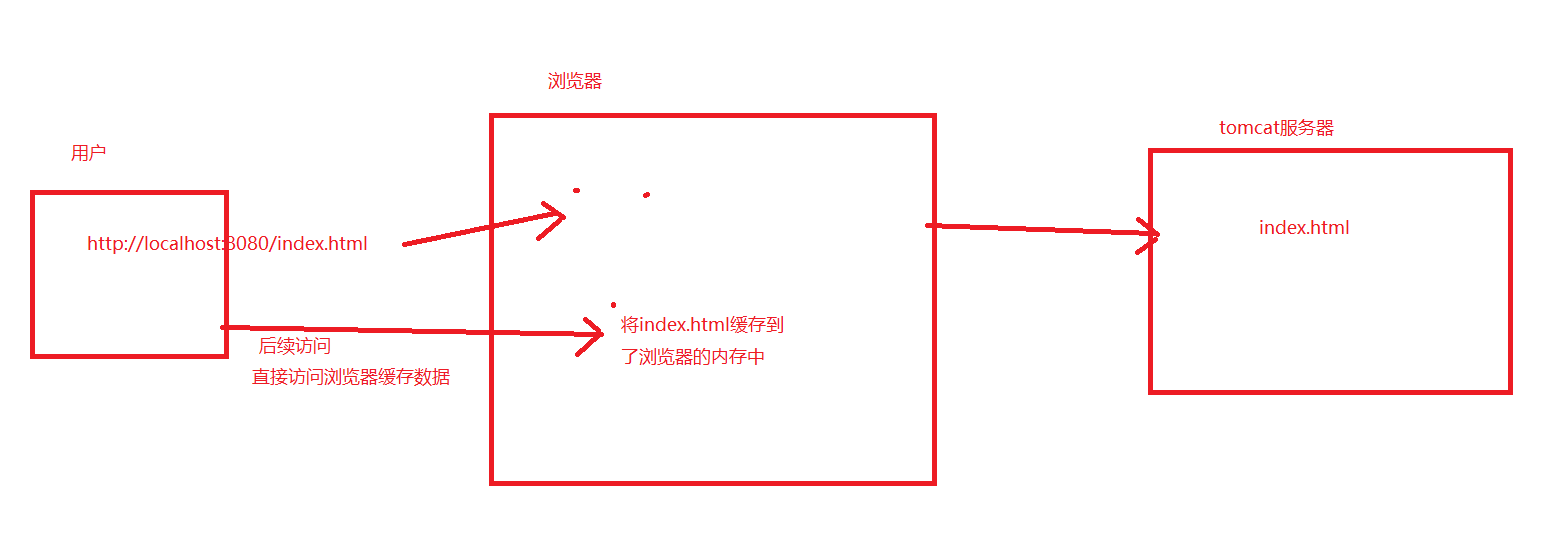 浏览器
tomcat服务器
用户
http://localhost:8080/index.html
index.html
将index.html缓存到
了浏览器的内存中
后续访问
直接访问浏览器缓存数据